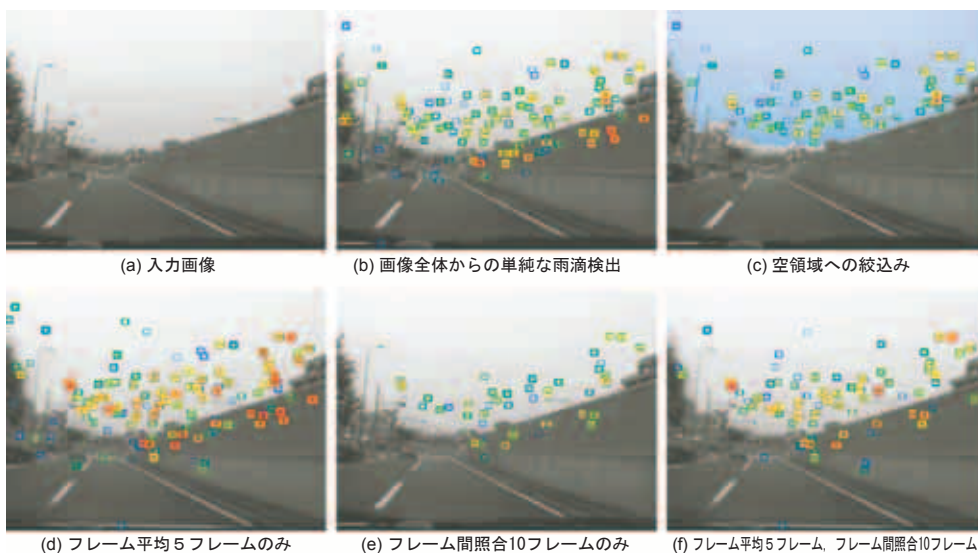 (a) 入力画像
(b) 画像全体からの単純な雨滴検出
(c) 空領域への絞込み
(d) フレーム平均５フレームのみ
(e) フレーム間照合10フレームのみ
(f) フレーム平均５フレーム，フレーム間照合10フレーム